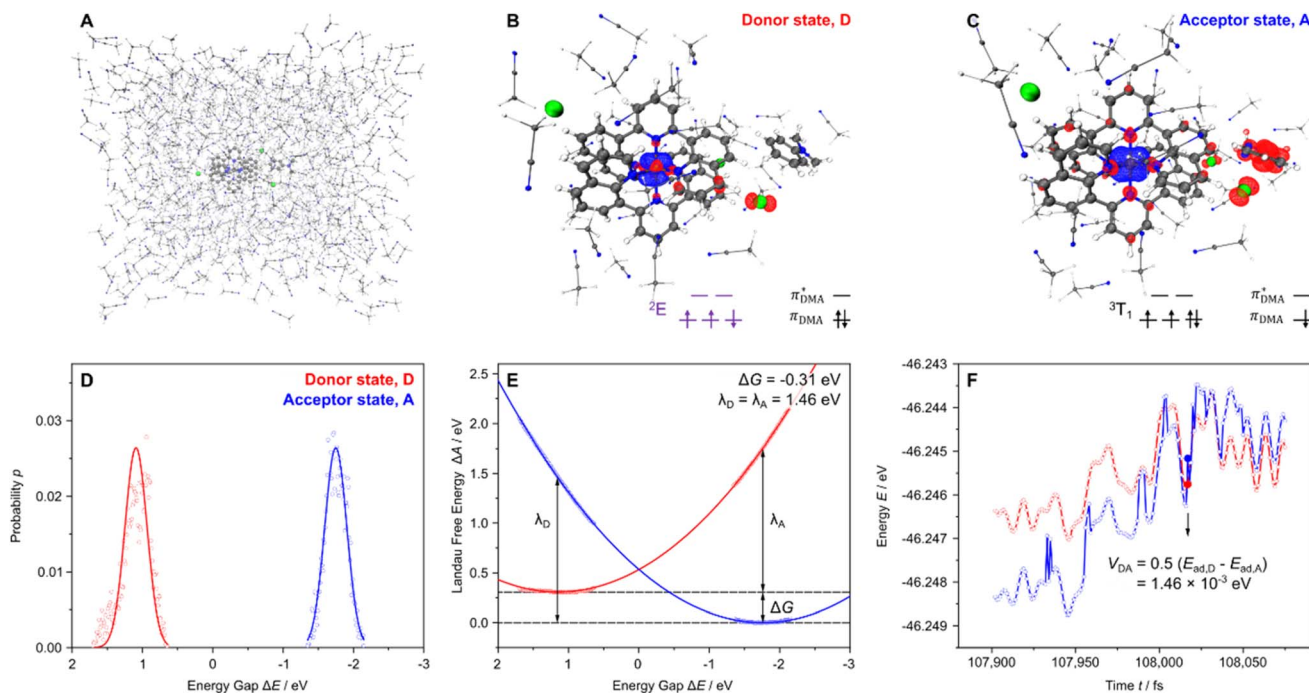 A
B
Donor state, D
²E
π*DMA
πDMA
C
Acceptor state, A
³T₁
π*DMA
πDMA
D
Donor state, D
Acceptor state, A
Probability p
0.03
0.02
0.01
0.00
2 1 0 -1 -2 -3
Energy Gap ΔE / eV
E
ΔG = -0.31 eV
λD = λA = 1.46 eV
Landau Free Energy ΔA / eV
2.5
2.0
1.5
1.0
0.5
0.0
λD
λA
ΔG
2 1 0 -1 -2 -3
Energy Gap ΔE / eV
F
Energy E / eV
-46.243
-46.244
-46.245
-46.246
-46.247
-46.248
-46.249
VDA = 0.5 (Ead,D - Ead,A)
= 1.46 × 10⁻³ eV
107,900 107,950 108,000 108,050
Time t / fs